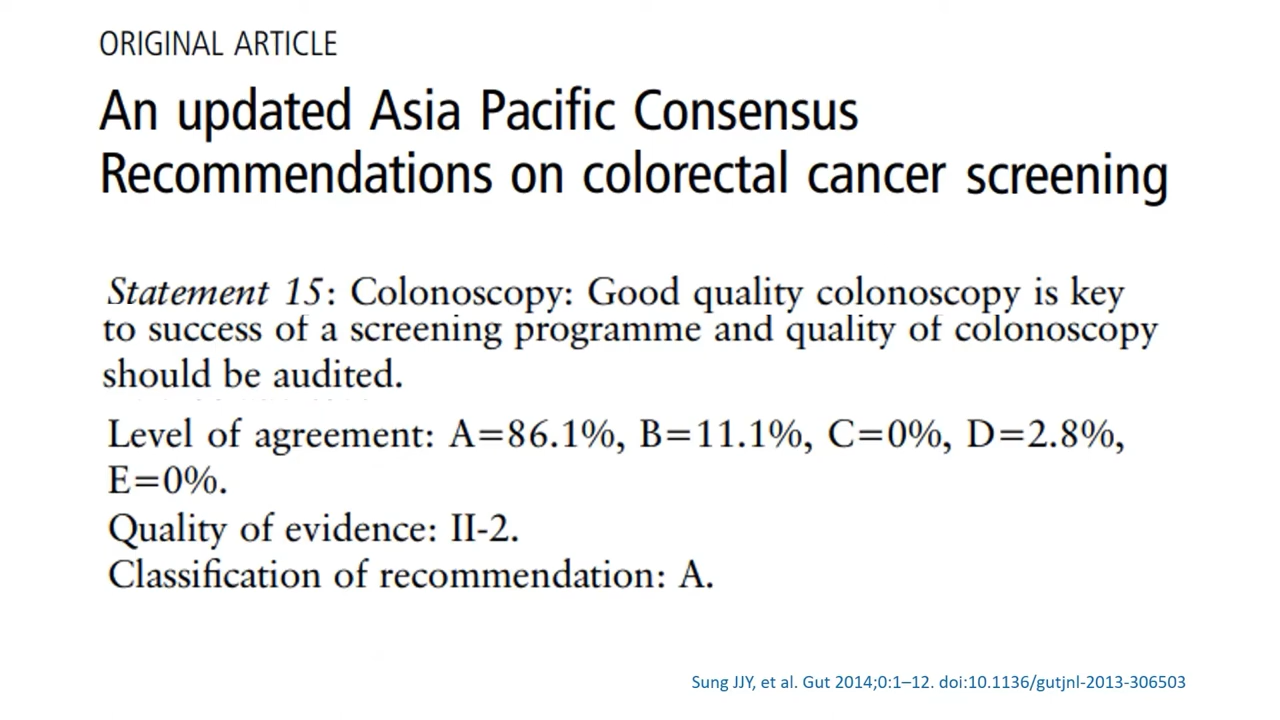 ORIGINAL ARTICLE
An updated Asia Pacific Consensus
Recommendations on colorectal cancer screening
Statement 15: Colonoscopy: Good quality colonoscopy is key
to success of a screening programme and quality of colonoscopy
should be audited.
Level of agreement: A=86.1%, B=11.1%, C=0%, D=2.8%,
E=0%.
Quality of evidence: II-2.
Classification of recommendation: A.
Sung JJY, et al. Gut 2014;0:1–12. doi:10.1136/gutjnl-2013-306503